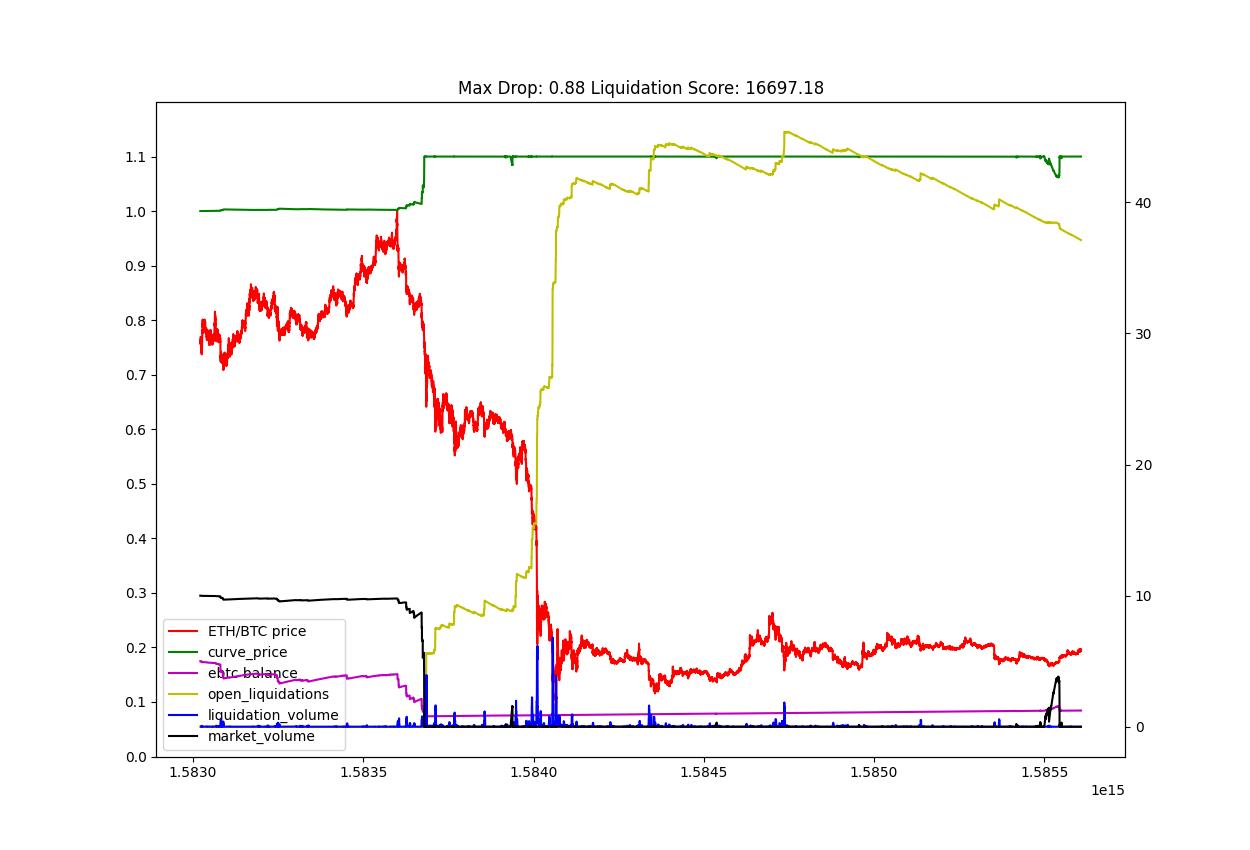 Max Drop: 0.88 Liquidation Score: 16697.18
1.1
1.0
0.9
0.8
0.7
0.6
0.5
0.4
0.3
0.2
0.1
0.0
40
30
20
10
0
ETH/BTC price
curve_price
ebtc balance
open_liquidations
liquidation_volume
market_volume
1.5830
1.5835
1.5840
1.5845
1.5850
1.5855
1e15